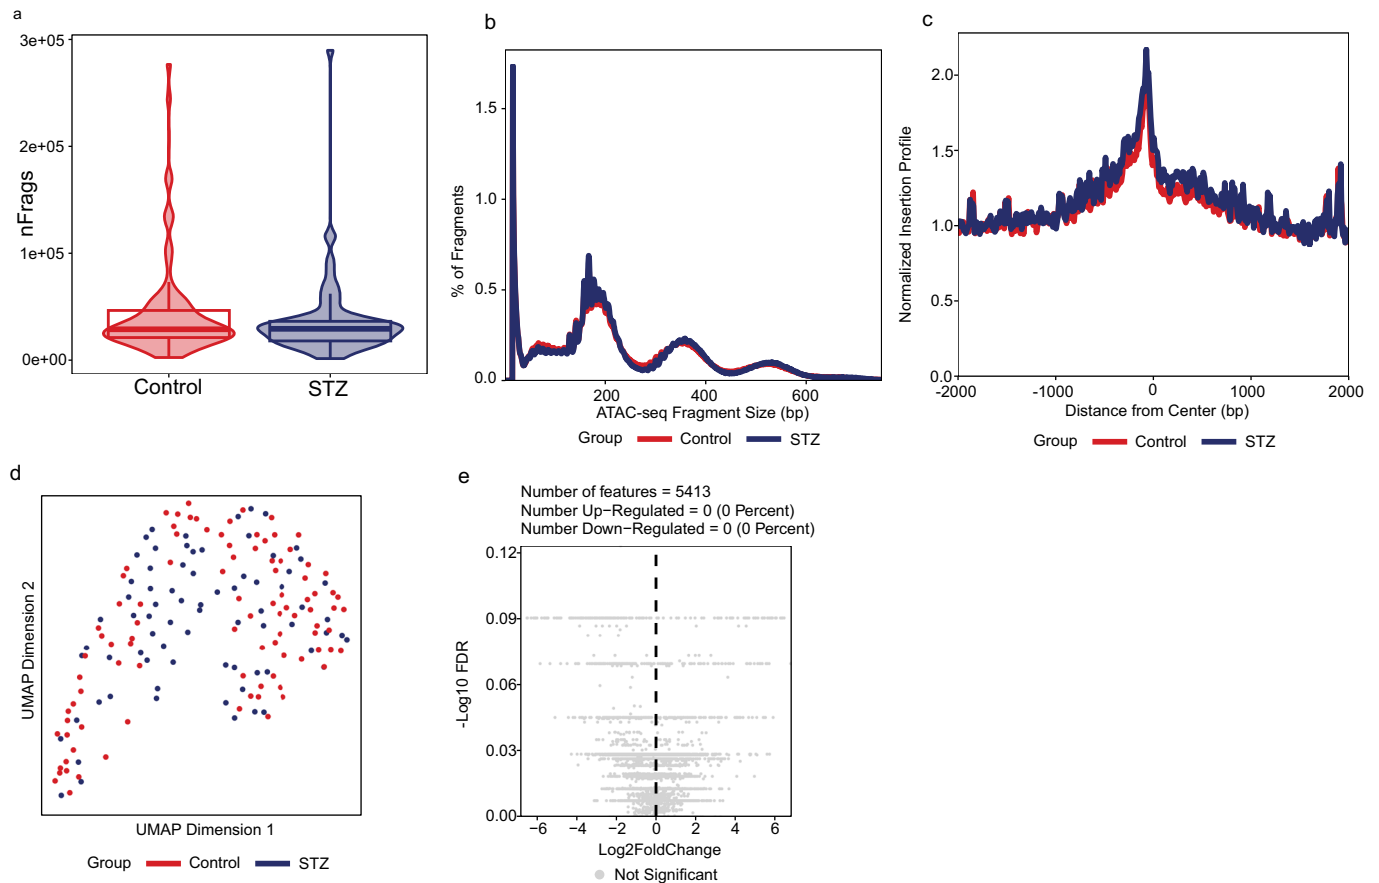 a
3e+05
2e+05
1e+05
0e+00
nFrags
Control
STZ
b
1.5
1.0
0.5
0.0
% of Fragments
200
400
600
ATAC-seq Fragment Size (bp)
Group Control STZ
c
2.0
1.5
1.0
0.5
0.0
Normalized Insertion Profile
-2000
-1000
0
1000
2000
Distance from Center (bp)
Group Control STZ
d
UMAP Dimension 2
UMAP Dimension 1
Group Control STZ
e
Number of features = 5413
Number Up−Regulated = 0 (0 Percent)
Number Down−Regulated = 0 (0 Percent)
0.12
0.09
0.06
0.03
0.00
-Log10 FDR
−6
−4
−2
0
2
4
6
Log2FoldChange
Not Significant